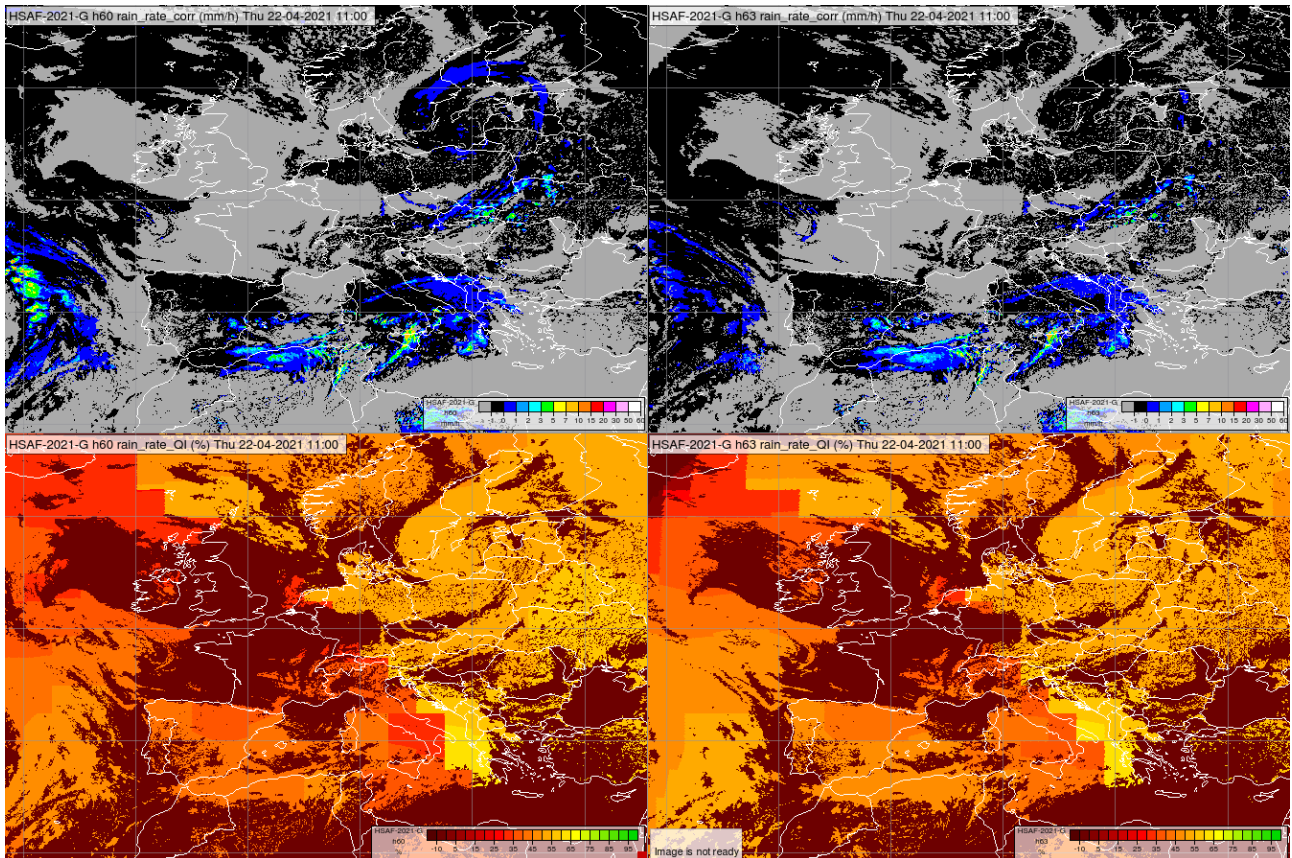 HSAF-2021-G h60 rain_rate_corr (mm/h) Thu 22-04-2021 11:00
HSAF-2021-G h63 rain_rate_corr (mm/h) Thu 22-04-2021 11:00
HSAF-2021-G
h60
mm/h
-1 0 1 2 3 5 7 10 15 20 30 50 60
HSAF-2021-G
h63
mm/h
-1 0 1 2 3 5 7 10 15 20 30 50 60
HSAF-2021-G h60 rain_rate_QI (%) Thu 22-04-2021 11:00
HSAF-2021-G h63 rain_rate_QI (%) Thu 22-04-2021 11:00
HSAF-2021-G
h60
%
-10 5 15 25 35 45 55 65 75 85 95
Image is not ready
HSAF-2021-G
h63
%
-10 5 15 25 35 45 55 65 75 85 95